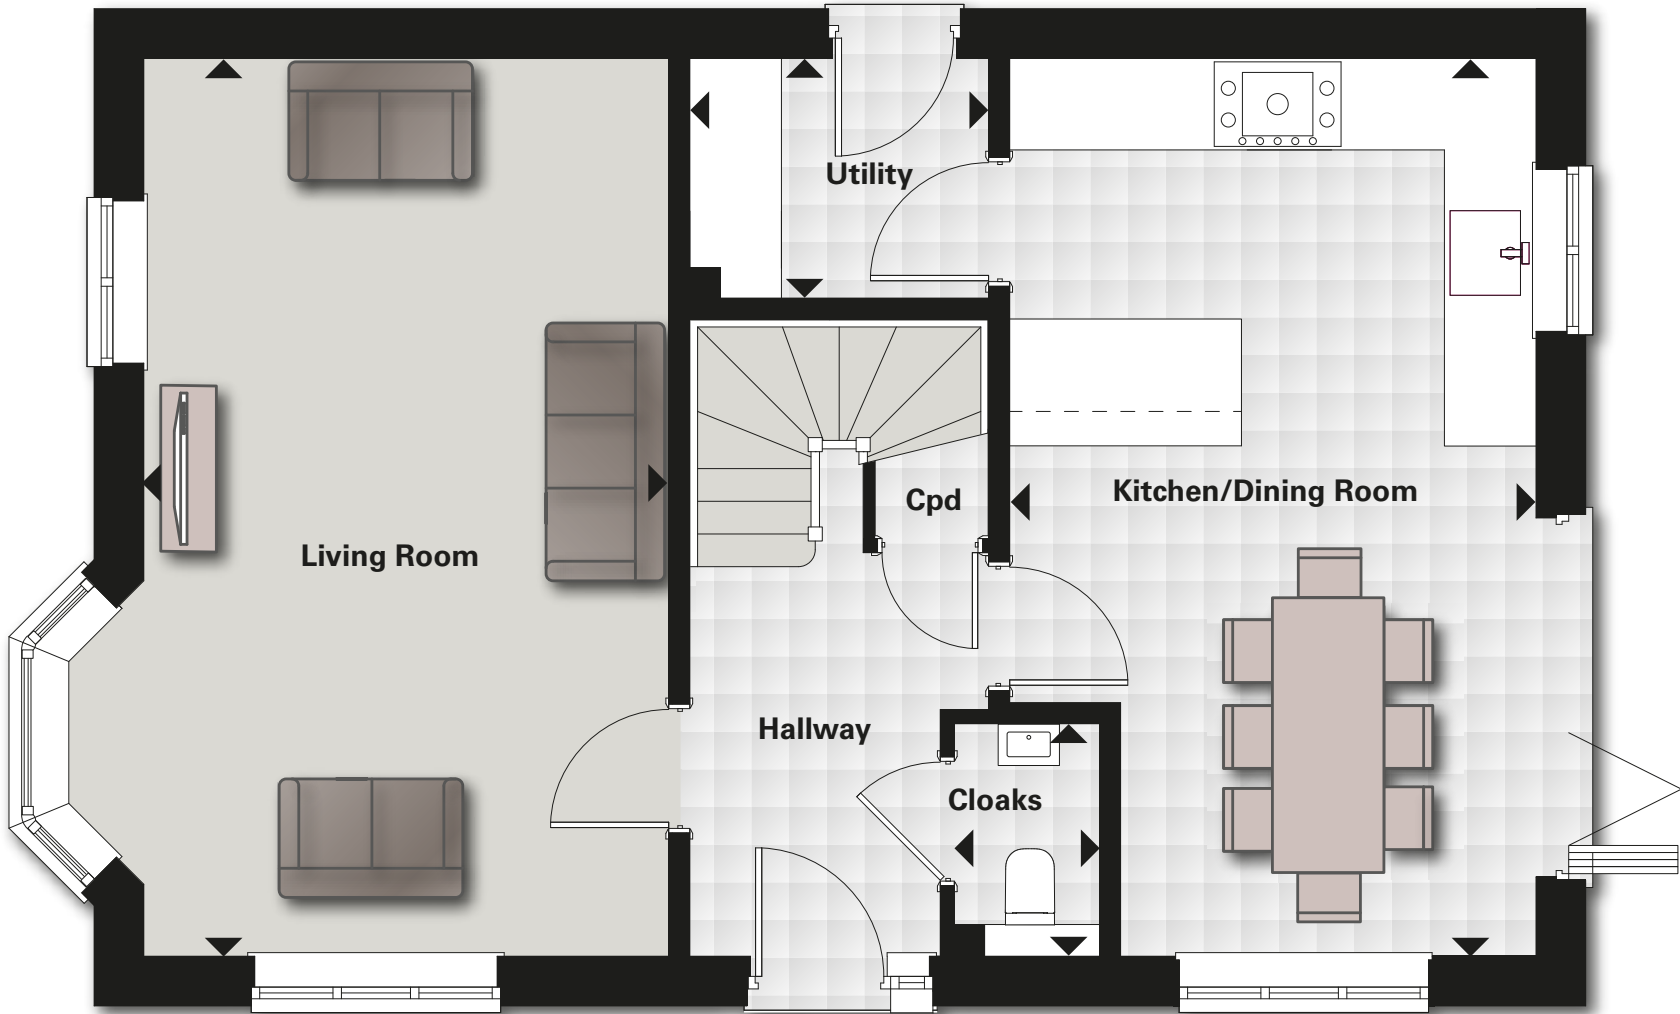 Utility
Cpd
Kitchen/Dining Room
Living Room
Hallway
Cloaks